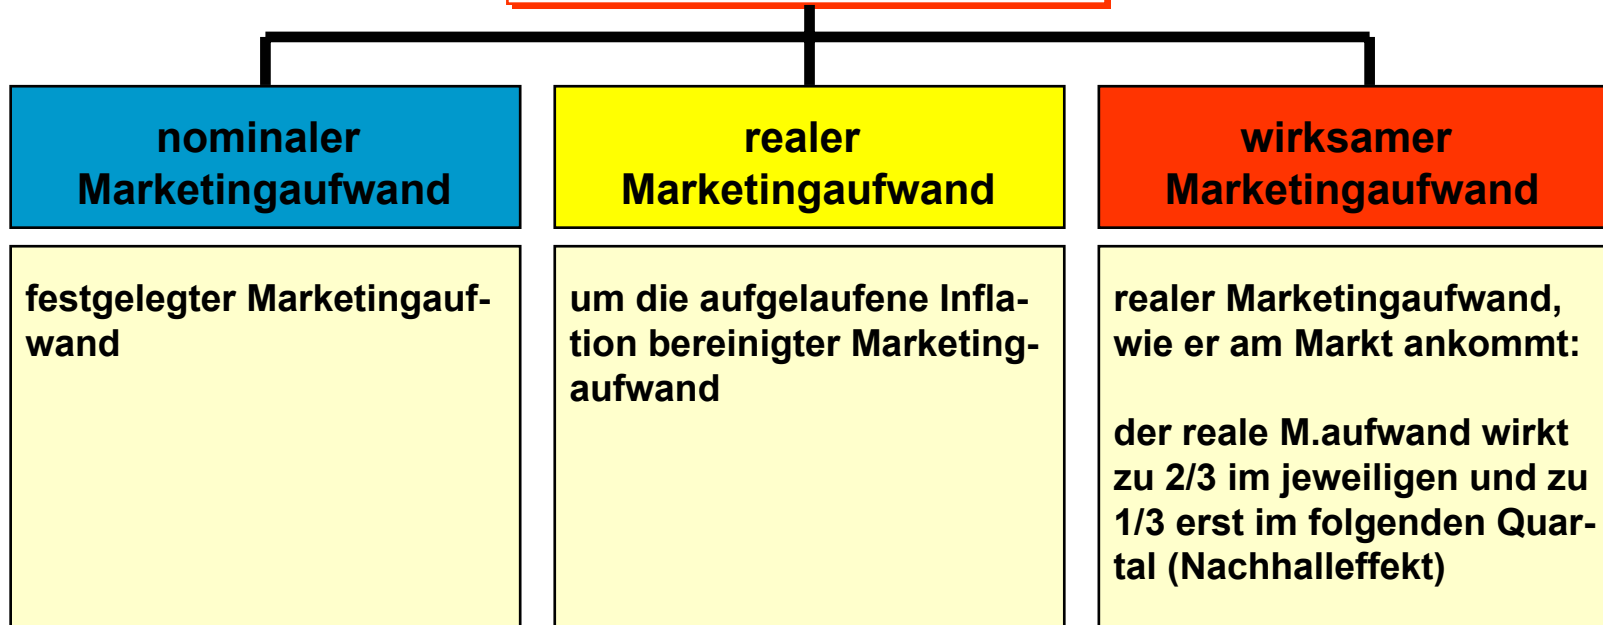 nominaler
Marketingaufwand
realer
Marketingaufwand
wirksamer
Marketingaufwand
festgelegter Marketingauf-
wand
um die aufgelaufene Infla-
tion bereinigter Marketing-
aufwand
realer Marketingaufwand,
wie er am Markt ankommt:
der reale M.aufwand wirkt
zu 2/3 im jeweiligen und zu
1/3 erst im folgenden Quar-
tal (Nachhalleffekt)